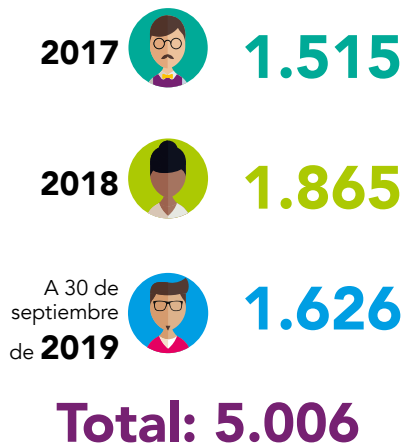 2017
1.515
2018
1.865
A 30 de
septiembre
de 2019
1.626
Total: 5.006